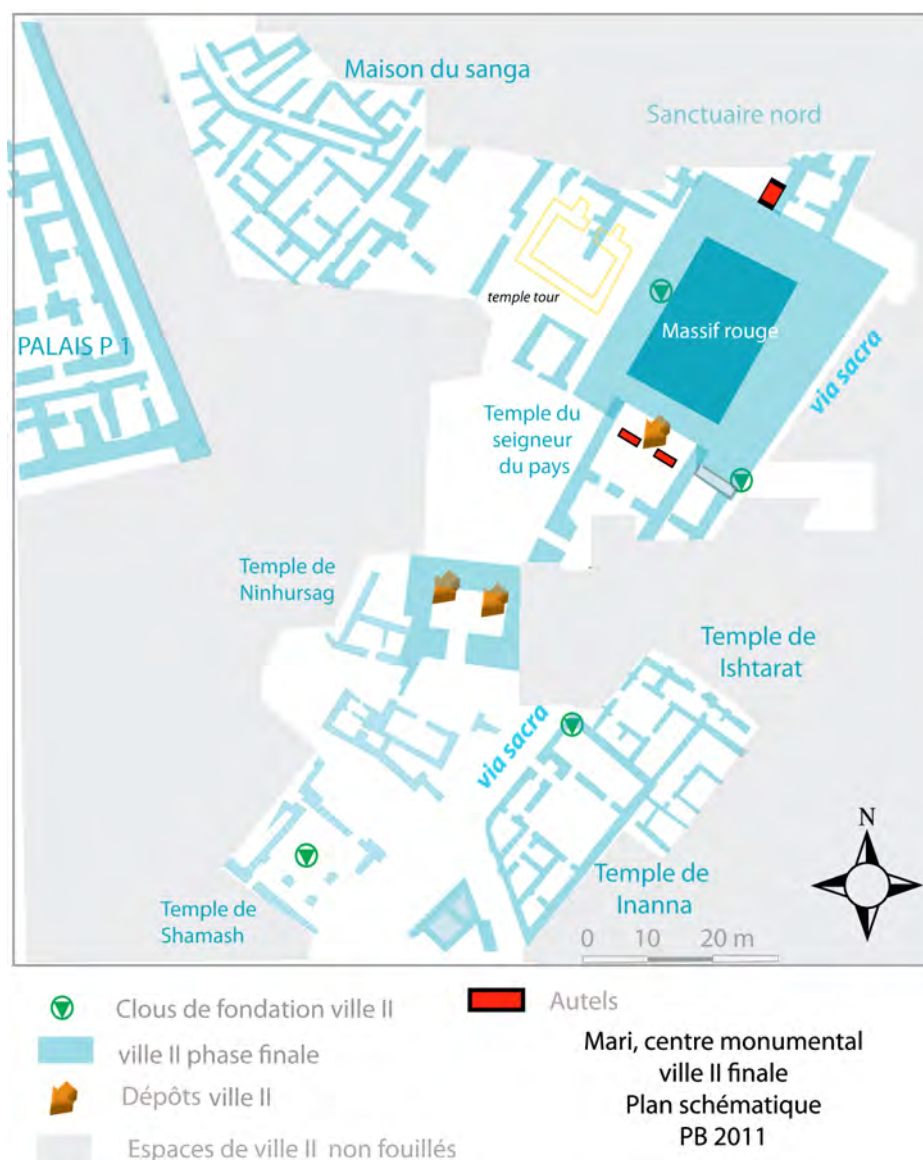 Maison du sanga
Sanctuaire nord
temple tour
Massif rouge
PALAIS P 1
via sacra
Temple du
seigneur
du pays
Temple de
Ninhursag
Temple de
Ishtarat
via sacra
N
Temple de
Inanna
Temple de
Shamash
0 10 20 m
Clous de fondation ville II
Autels
ville II phase finale
Dépôts ville II
Espaces de ville II non fouillés
Mari, centre monumental
ville II finale
Plan schématique
PB 2011